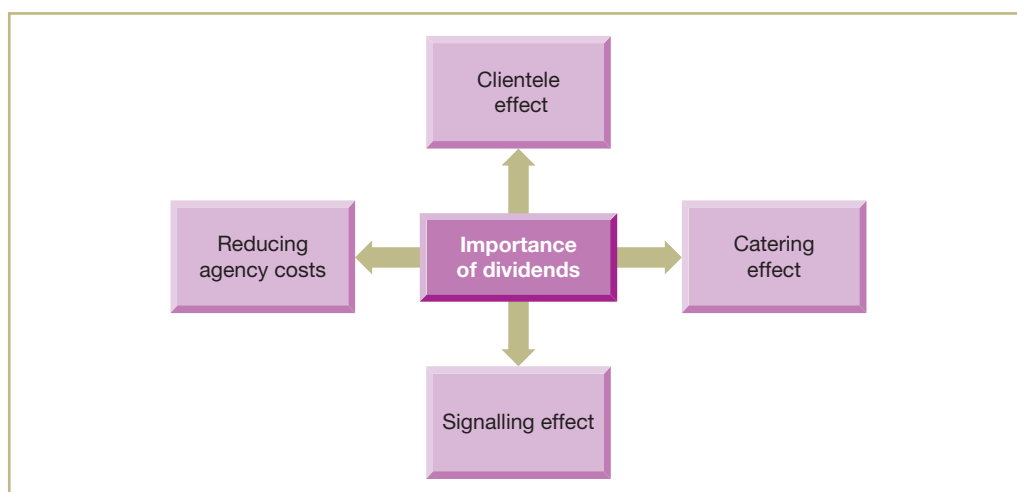 Clientele
effect
Reducing
agency costs
Importance
of dividends
Catering
effect
Signalling effect